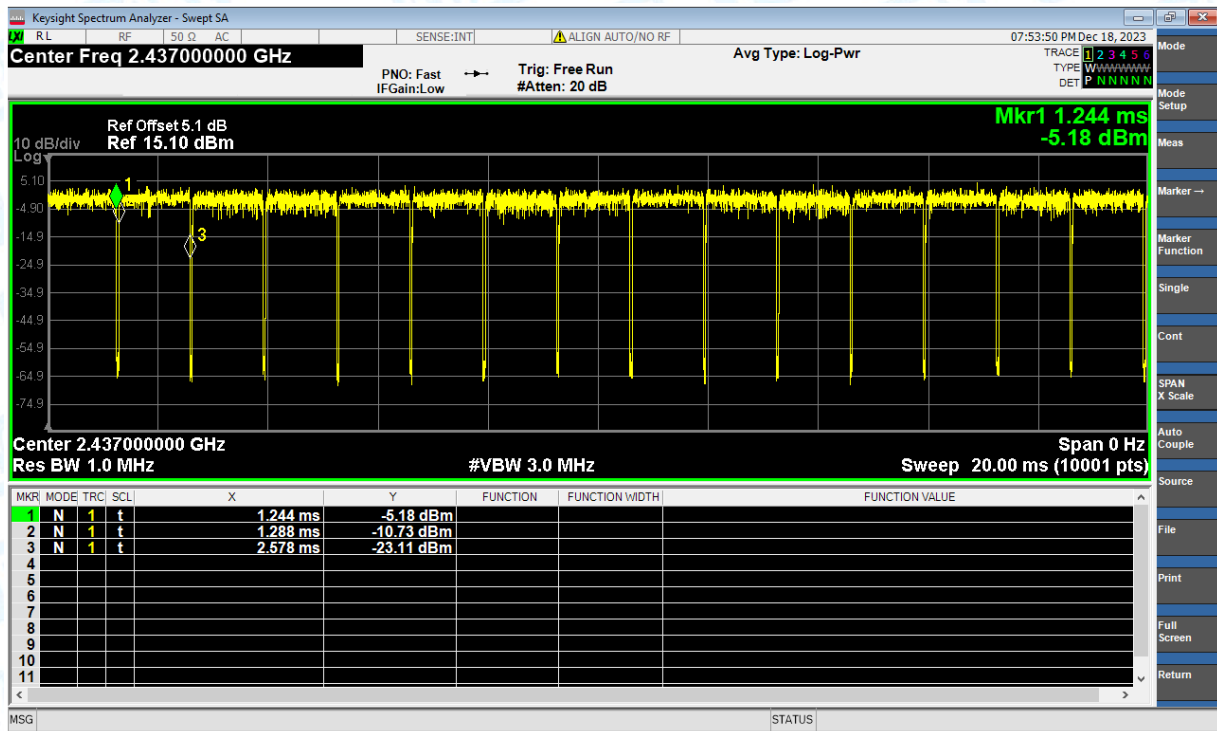 Keysight Spectrum Analyzer - Swept SA
LXI RL RF 50 Ω AC SENSE:INT ALIGN AUTO/NO RF 07:53:50 PM Dec 18, 2023
Center Freq 2.437000000 GHz Avg Type: Log-Pwr TRACE 1 2 3 4 5 6
PNO: Fast Trig: Free Run TYPE WWWWWW
IFGain:Low #Atten: 20 dB DET P N N N N N
Mkr1 1.244 ms
-5.18 dBm
Ref Offset 5.1 dB
10 dB/div Ref 15.10 dBm
Log
5.10
-4.90
-14.9
-24.9
-34.9
-44.9
-54.9
-64.9
-74.9
1
3
Center 2.437000000 GHz Span 0 Hz
Res BW 1.0 MHz #VBW 3.0 MHz Sweep 20.00 ms (10001 pts)
MKR MODE TRC SCL X Y FUNCTION FUNCTION WIDTH FUNCTION VALUE
1 N 1 t 1.244 ms -5.18 dBm
2 N 1 t 1.288 ms -10.73 dBm
3 N 1 t 2.578 ms -23.11 dBm
4
5
6
7
8
9
10
11
MSG STATUS
Mode
Mode
Setup
Meas
Marker →
Marker
Function
Single
Cont
SPAN
X Scale
Auto
Couple
Source
File
Print
Full
Screen
Return